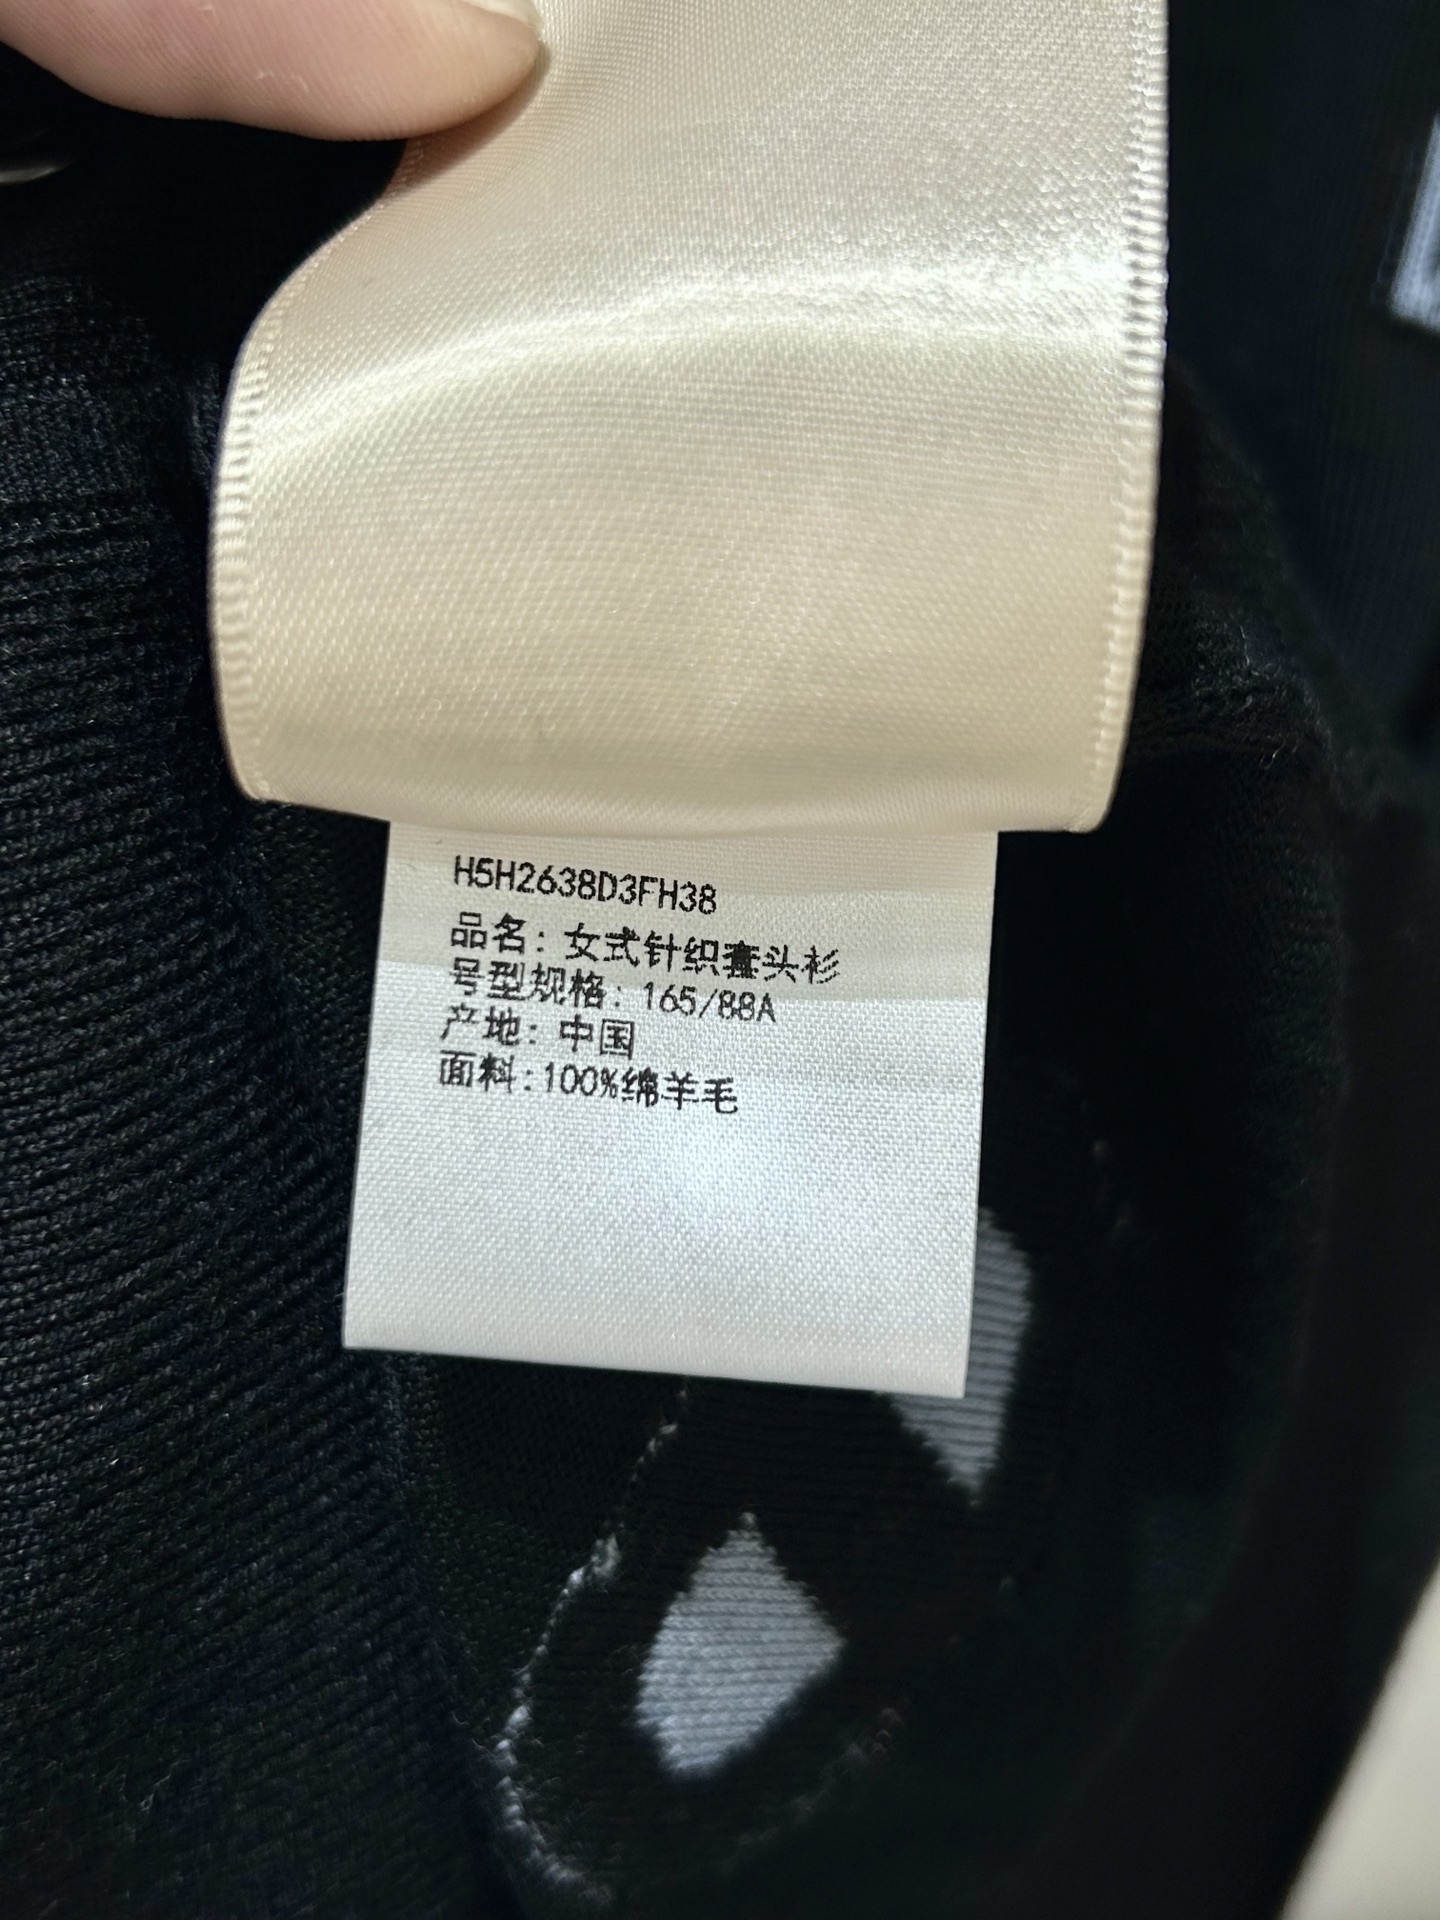 H5H2638D3FH38
品名：女式针织套头衫
号型规格：165/88A
产地：中国
面料：100%绵羊毛